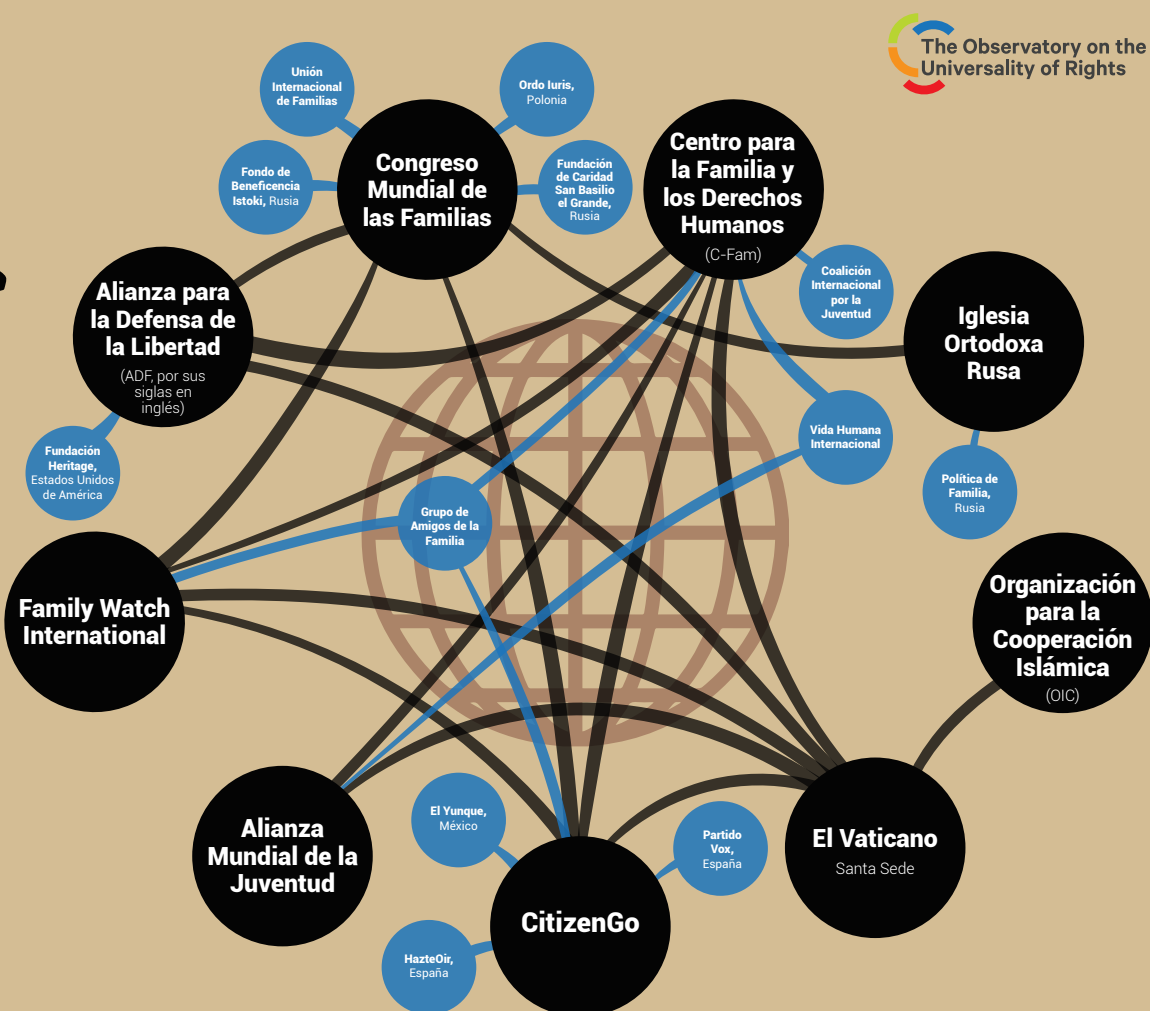 The Observatory on the
Universality of Rights
Unión
Internacional
de Familias
Ordo Iuris,
Polonia
Fondo de
Beneficencia
Istoki, Rusia
Congreso
Mundial de
las Familias
Fundación
de Caridad
San Basilio
el Grande,
Rusia
Centro para
la Familia y
los Derechos
Humanos
(C-Fam)
Coalición
Internacional
por la
Juventud
Alianza para
la Defensa de
la Libertad
(ADF, por sus
siglas en
inglés)
Iglesia
Ortodoxa
Rusa
Fundación
Heritage,
Estados Unidos
de América
Vida Humana
Internacional
Política de
Familia,
Rusia
Grupo de
Amigos de la
Familia
Family Watch
International
Organización
para la
Cooperación
Islámica
(OIC)
Alianza
Mundial de la
Juventud
El Yunque,
México
Partido
Vox,
España
El Vaticano
Santa Sede
CitizenGo
HazteOir,
España